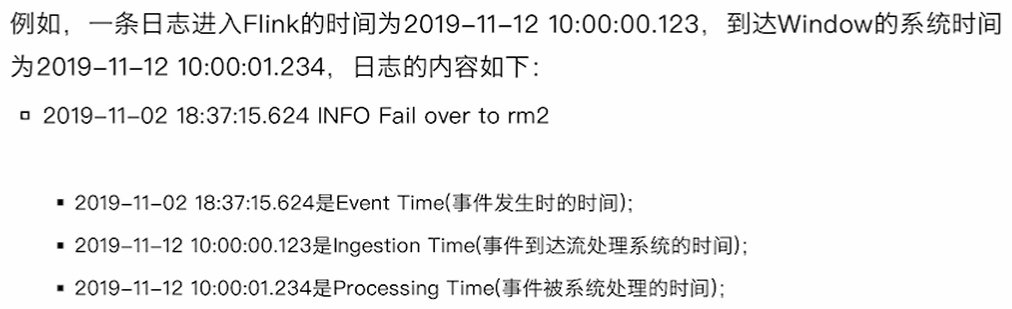 例如，一条日志进入Flink的时间为2019-11-12 10:00:00.123，到达Window的系统时间
为2019-11-12 10:00:01.234，日志的内容如下：
2019-11-02 18:37:15.624 INFO Fail over to rm2
2019-11-02 18:37:15.624是Event Time(事件发生时的时间);
2019-11-12 10:00:00.123是Ingestion Time(事件到达流处理系统的时间);
2019-11-12 10:00:01.234是Processing Time(事件被系统处理的时间);